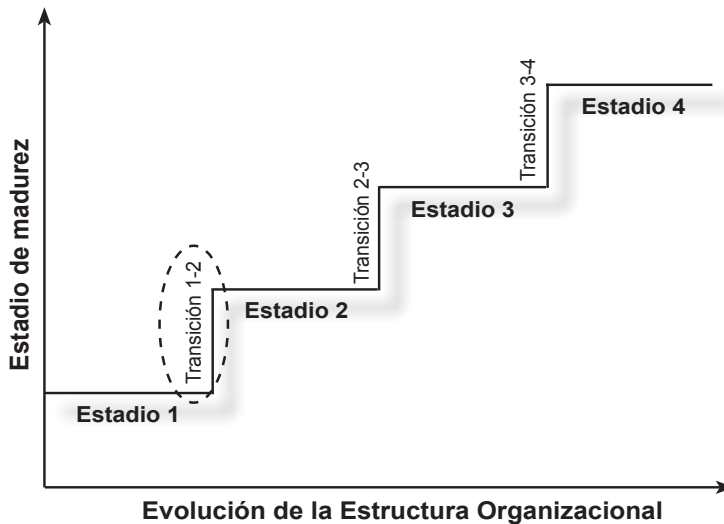 Estadio de madurez
Transición 3-4
Estadio 4
Transición 2-3
Estadio 3
Transición 1-2
Estadio 2
Estadio 1
Evolución de la Estructura Organizacional